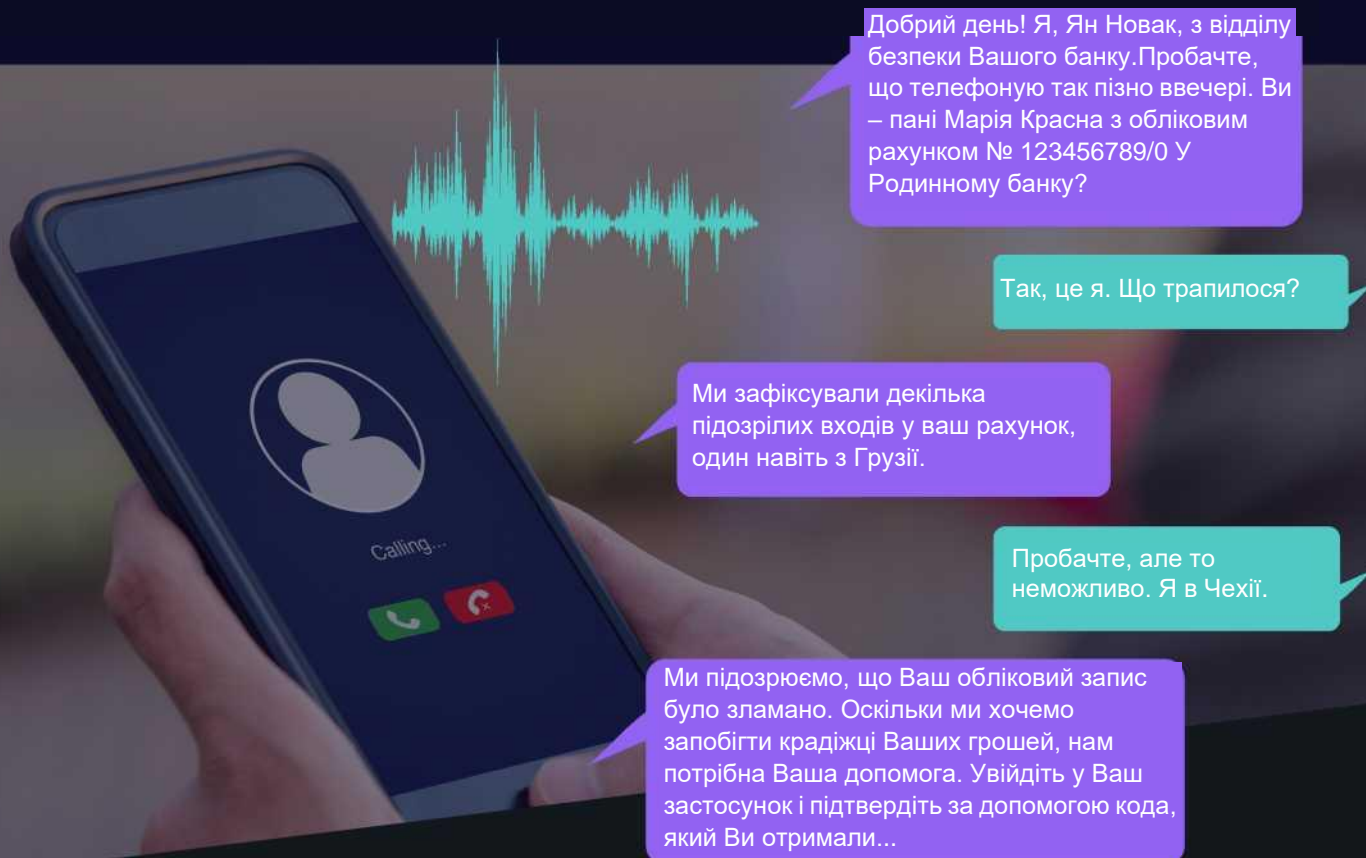 Добрий день! Я, Ян Новак, з відділу
безпеки Вашого банку.Пробачте,
що телефоную так пізно ввечері. Ви
– пані Марія Красна з обліковим
рахунком № 123456789/0 У
Родинному банку?
Так, це я. Що трапилося?
Ми зафіксували декілька
підозрілих входів у ваш рахунок,
один навіть з Грузії.
Пробачте, але то
неможливо. Я в Чехії.
Calling...
Ми підозрюємо, що Ваш обліковий запис
було зламано. Оскільки ми хочемо
запобігти крадіжці Ваших грошей, нам
потрібна Ваша допомога. Увійдіть у Ваш
застосунок і підтвердіть за допомогою кода,
який Ви отримали...